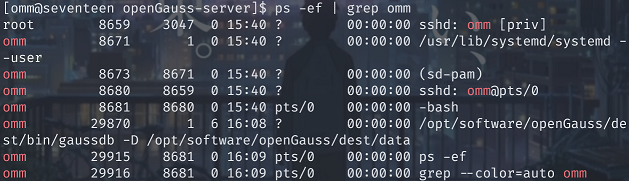 [omm@seventeen openGauss-server]$ ps -ef | grep omm
root 8659 3047 0 15:40 ? 00:00:00 sshd: omm [priv]
omm 8671 1 0 15:40 ? 00:00:00 /usr/lib/systemd/systemd -
-user
omm 8673 8671 0 15:40 ? 00:00:00 (sd-pam)
omm 8680 8659 0 15:40 ? 00:00:00 sshd: omm@pts/0
omm 8681 8680 0 15:40 pts/0 00:00:00 -bash
omm 29870 1 6 16:08 ? 00:00:00 /opt/software/openGauss/de
st/bin/gaussdb -D /opt/software/openGauss/dest/data
omm 29915 8681 0 16:09 pts/0 00:00:00 ps -ef
omm 29916 8681 0 16:09 pts/0 00:00:00 grep --color=auto omm